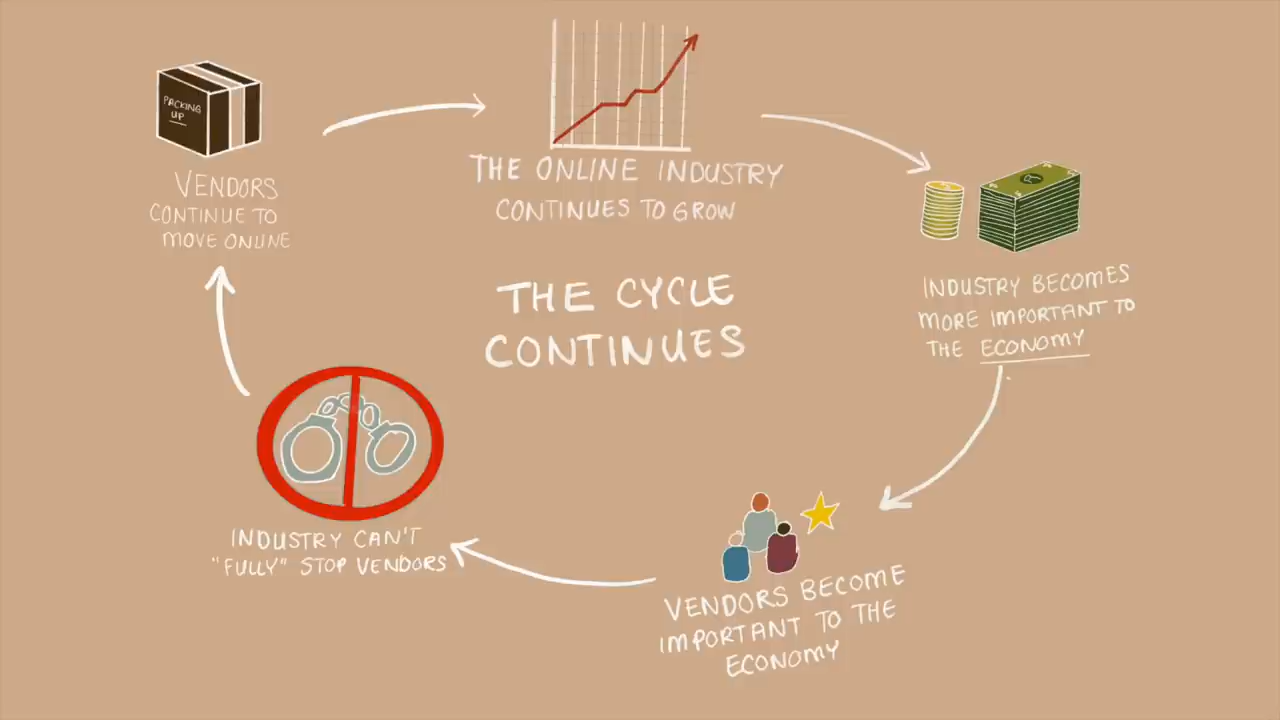 PACKING
UP
VENDORS
CONTINUE TO
MOVE ONLINE
THE ONLINE INDUSTRY
CONTINUES TO GROW
INDUSTRY BECOMES
MORE IMPORTANT TO
THE ECONOMY
THE CYCLE
CONTINUES
VENDORS BECOME
IMPORTANT TO THE
ECONOMY
INDUSTRY CAN'T
"FULLY" STOP VENDORS